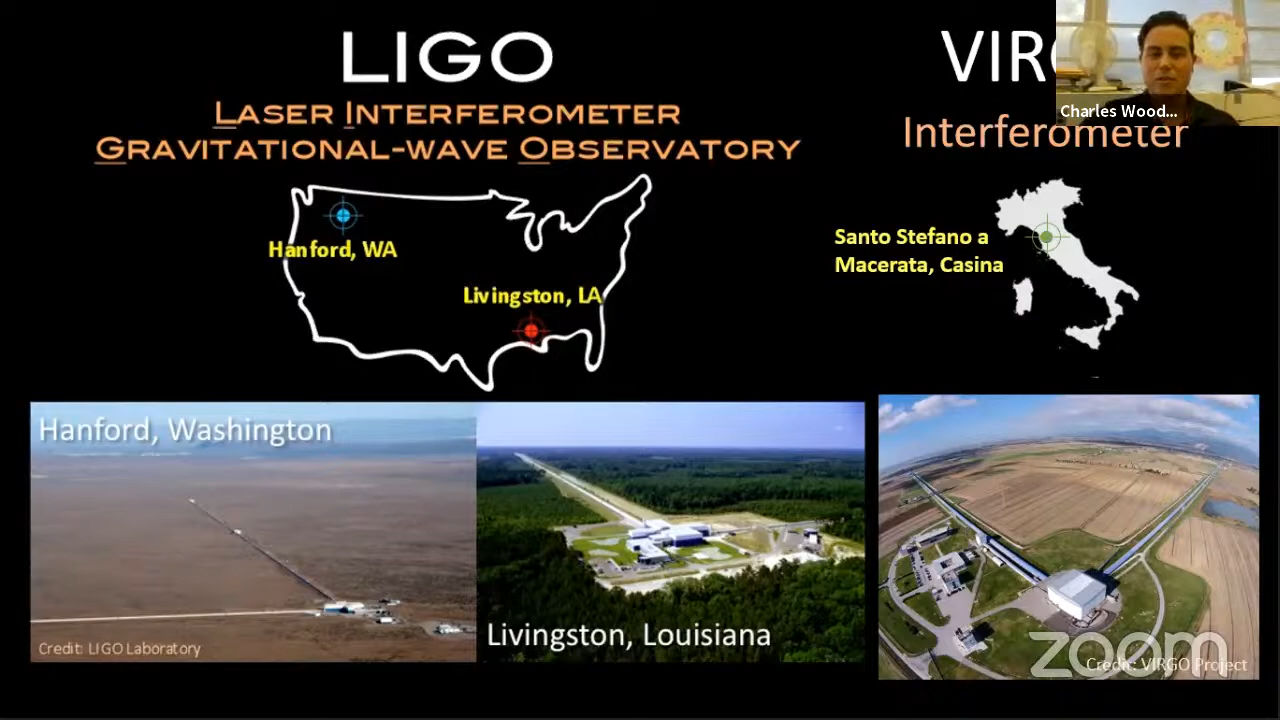 LIGO
LASER INTERFEROMETER
GRAVITATIONAL-WAVE OBSERVATORY
Hanford, WA
Livingston, LA
VIR
Interferometer
Charles Wood...
Santo Stefano a
Macerata, Casina
Hanford, Washington
Credit: LIGO Laboratory
Livingston, Louisiana
zoom
Credit: VIRGO Project